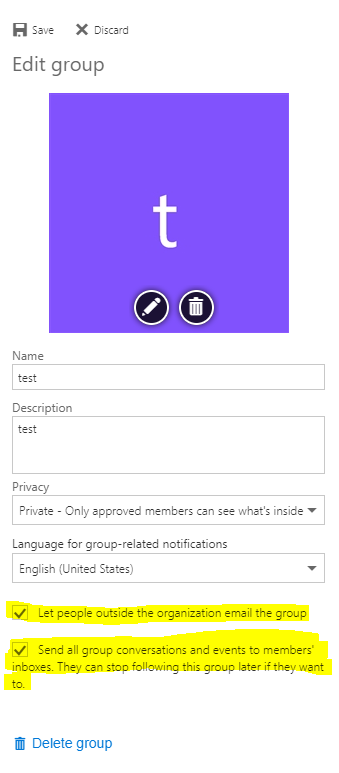 Save Discard
Edit group
t
Name
test
Description
test
Privacy
Private - Only approved members can see what's inside
Language for group-related notifications
English (United States)
Let people outside the organization email the group
Send all group conversations and events to members'
inboxes. They can stop following this group later if they want
to.
Delete group